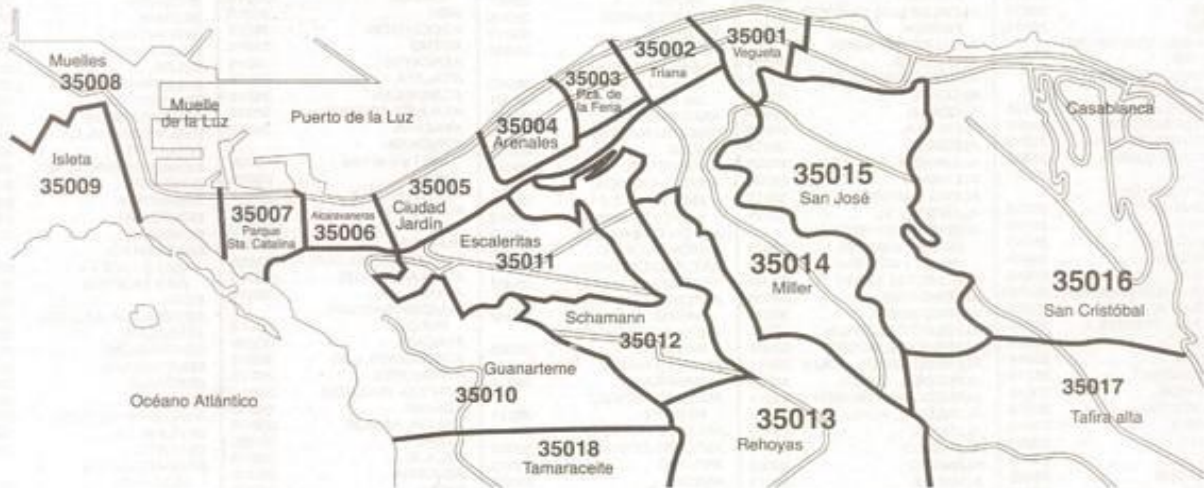 Muelles
35008
Muelle
de la Luz
Puerto de la Luz
Isleta
35009
35007
Parque
Sta. Catalina
Alcaravaneras
35006
35005
Ciudad
Jardín
35004
Arenales
35003
Pza. de
la Feria
35002
Triana
35001
Vegueta
Casablanca
35015
San José
35016
San Cristóbal
35014
Miller
Escaleritas
35011
Schamann
35012
Guanarteme
35010
Océano Atlántico
35018
Tamaraceite
35013
Rehoyas
35017
Tafira alta